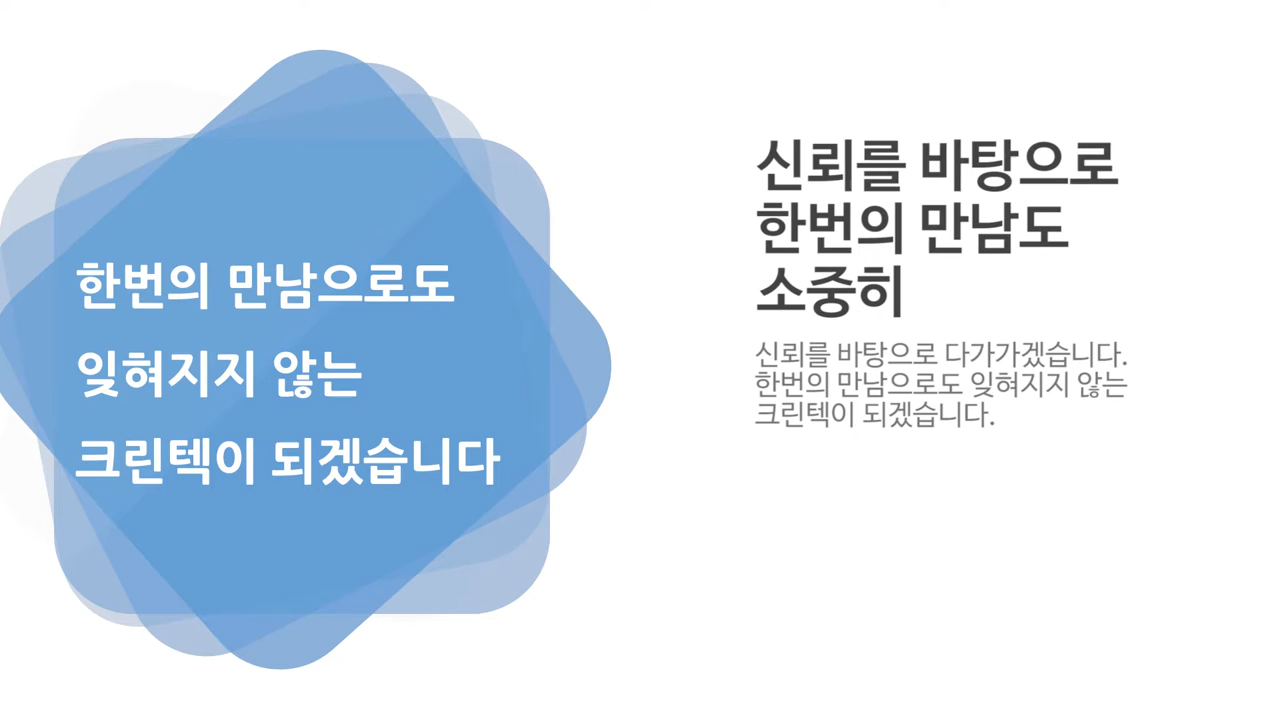 한번의 만남으로도
잊혀지지 않는
크린텍이 되겠습니다
신뢰를 바탕으로
한번의 만남도
소중히
신뢰를 바탕으로 다가가겠습니다.
한번의 만남으로도 잊혀지지 않는
크린텍이 되겠습니다.